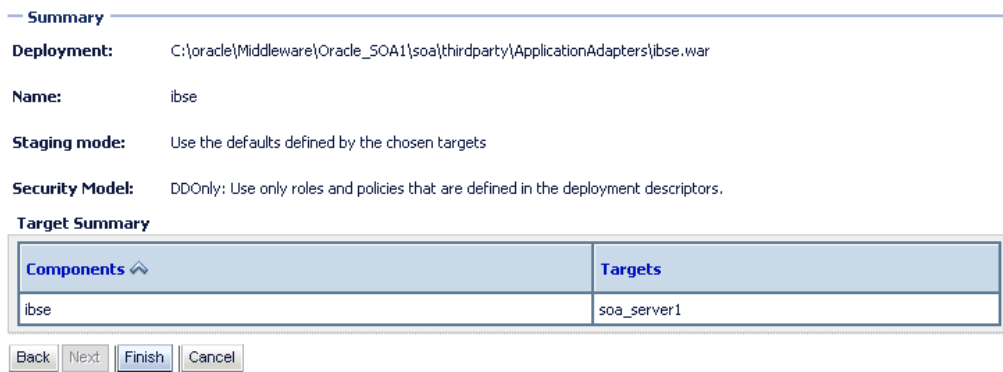 Summary
Deployment: C:\oracle\Middleware\Oracle_SOA1\soa\thirdparty\ApplicationAdapters\ibse.war
Name: ibse
Staging mode: Use the defaults defined by the chosen targets
Security Model: DDOnly: Use only roles and policies that are defined in the deployment descriptors.
Target Summary
Components Targets
ibse soa_server1
Back Next Finish Cancel